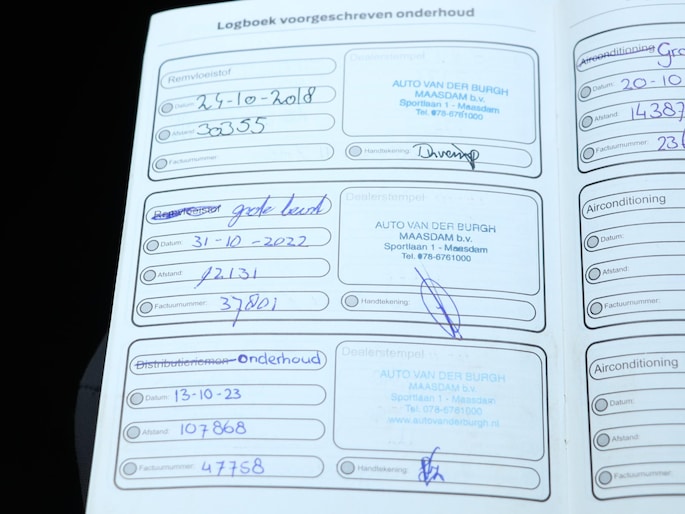 Logboek voorgeschreven onderhoud
Remvloeistof
Datum: 24-10-2018
Afstand: 30355
Factuurnummer:
Dealerstempel
AUTO VAN DER BURGH
MAASDAM b.v.
Sportlaan 1 - Maasdam
Tel. 078-6761000
Handtekening:
Remvloeistof grote beurt
Datum: 31-10-2022
Afstand: 92131
Factuurnummer: 37801
Dealerstempel
AUTO VAN DER BURGH
MAASDAM b.v.
Sportlaan 1 - Maasdam
Tel. 078-6761000
Handtekening:
Distributieriemen Onderhoud
Datum: 13-10-23
Afstand: 107868
Factuurnummer: 47758
Dealerstempel
AUTO VAN DER BURGH
MAASDAM b.v.
Sportlaan 1 - Maasdam
Tel. 078-6761000
www.autovanderburgh.nl
Handtekening:
Airconditioning Gro
Datum: 20-10
Afstand: 14387
Factuurnummer: 236
Airconditioning
Datum:
Afstand:
Factuurnummer:
Airconditioning
Datum:
Afstand:
Factuurnummer: